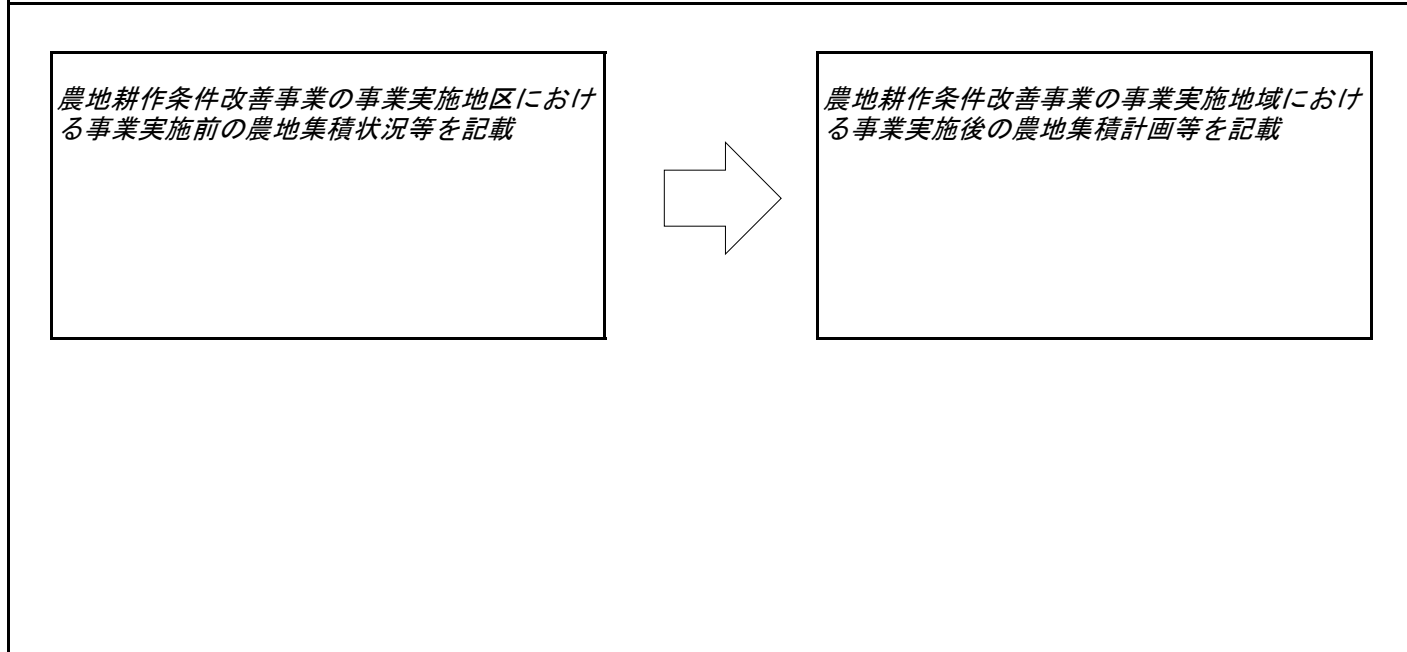 農地耕作条件改善事業の事業実施地区におけ
る事業実施前の農地集積状況等を記載
農地耕作条件改善事業の事業実施地域におけ
る事業実施後の農地集積計画等を記載